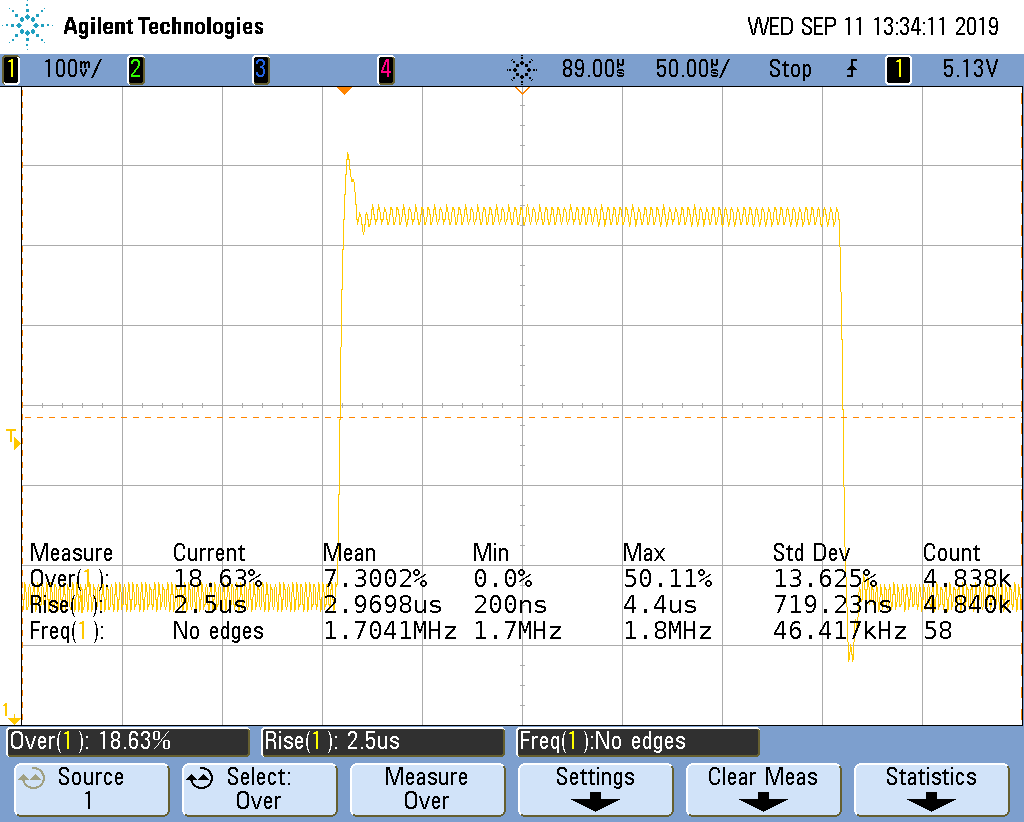 Agilent Technologies WED SEP 11 13:34:11 2019
1 100mV/ 2 3 4 89.00us 50.00us/ Stop 1 5.13V
T
Measure Current Mean Min Max Std Dev Count
Over(1): 18.63% 7.3002% 0.0% 50.11% 13.625% 4.838k
Rise(1): 2.5us 2.9698us 200ns 4.4us 719.23ns 4.840k
Freq(1): No edges 1.7041MHz 1.7MHz 1.8MHz 46.417kHz 58
1
Over(1): 18.63% Rise(1): 2.5us Freq(1):No edges
Source Select: Measure Settings Clear Meas Statistics
1 Over Over